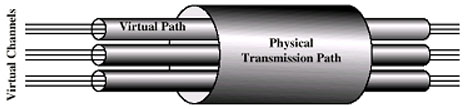 Virtual Channels
Virtual Path
Physical
Transmission Path